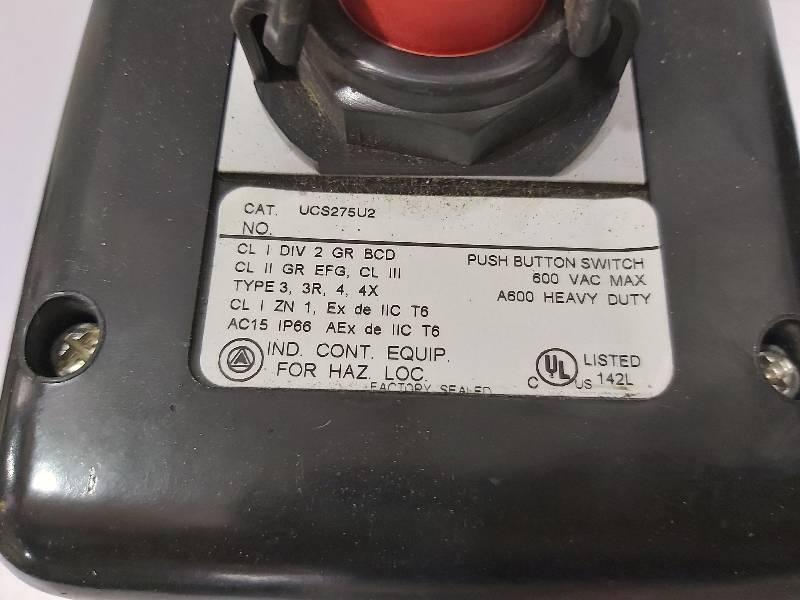 CAT. UCS275U2
NO.
CL I DIV 2 GR BCD
CL II GR EFG, CL III
TYPE 3, 3R, 4, 4X
CL I ZN 1, Ex de IIC T6
AC15 IP66 AEx de IIC T6
PUSH BUTTON SWITCH
600 VAC MAX
A600 HEAVY DUTY
IND. CONT. EQUIP.
FOR HAZ. LOC.
FACTORY SEALED
C UL US LISTED
142L